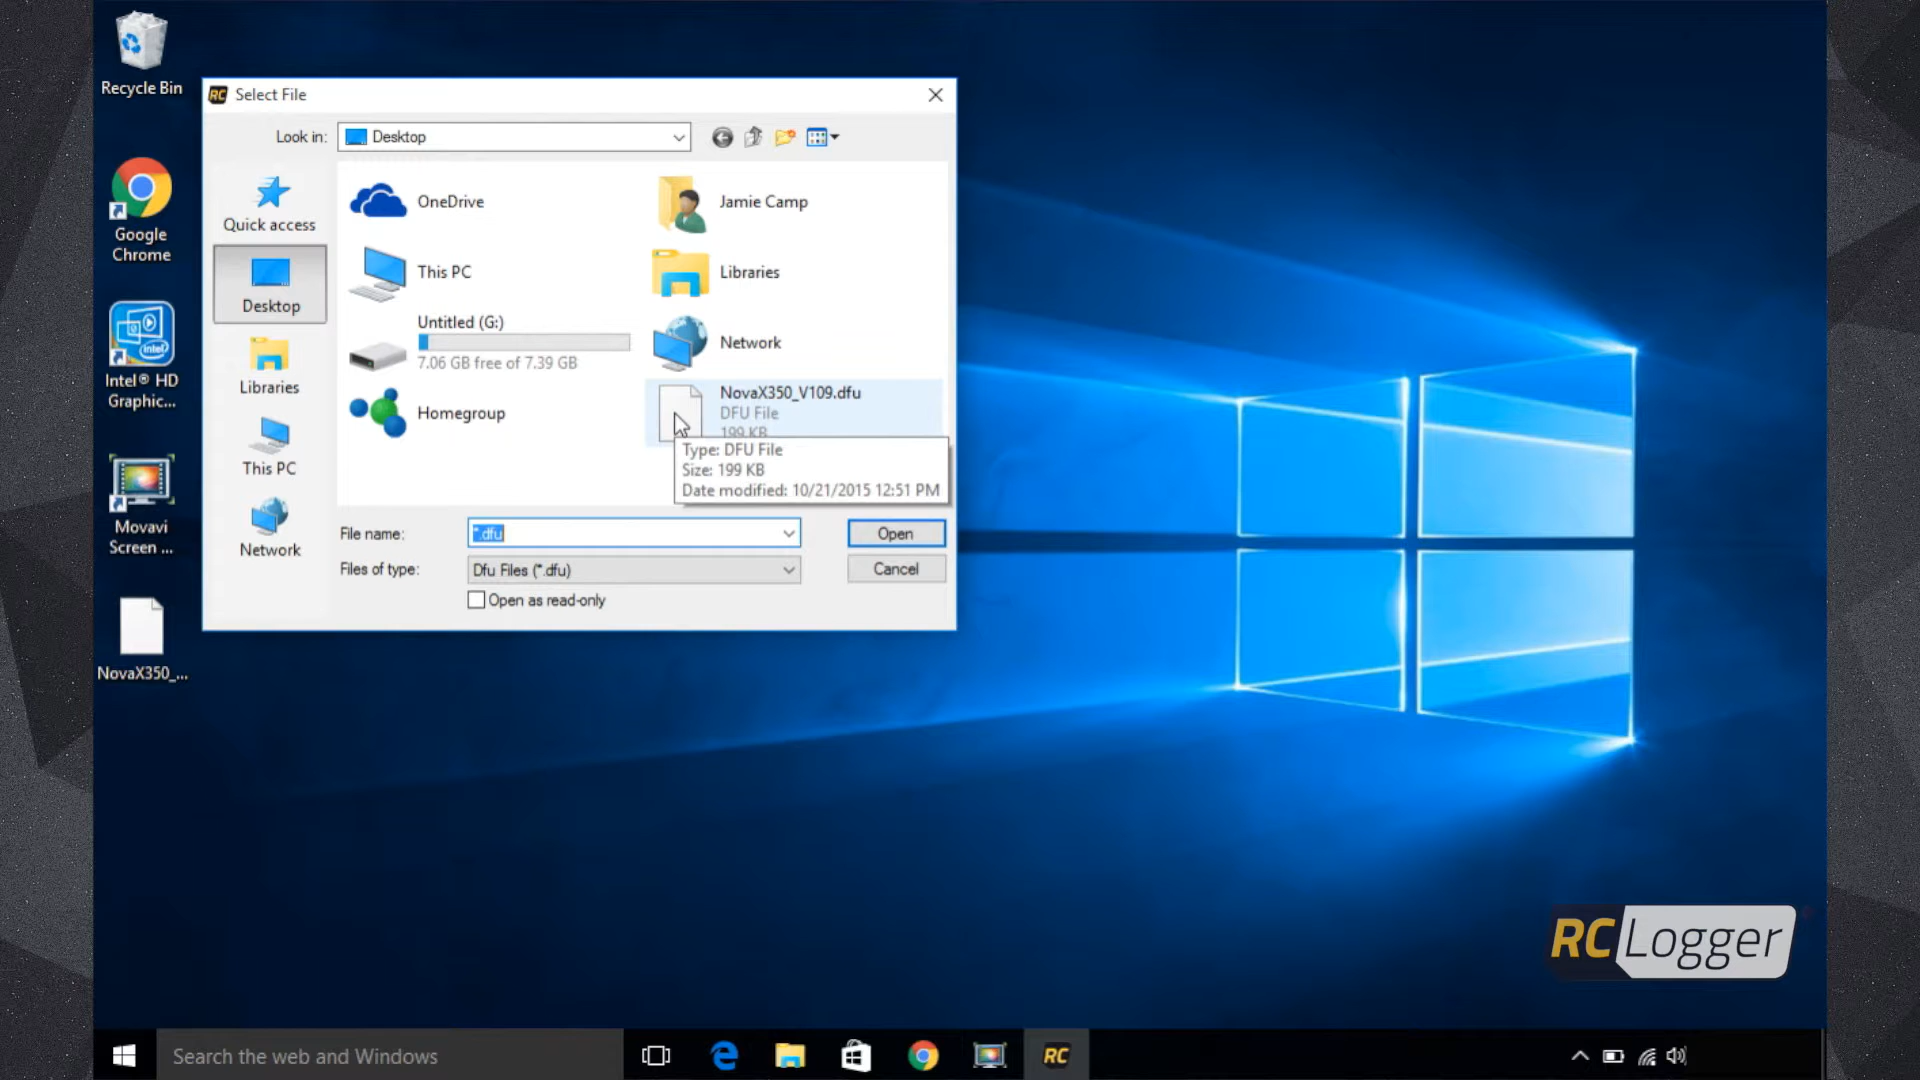 Recycle Bin
Google
Chrome
Intel® HD
Graphic...
intel
Movavi
Screen ...
NovaX350_...
RC Select File
Look in:
Desktop
Quick access
Desktop
Libraries
This PC
Network
OneDrive
Jamie Camp
This PC
Libraries
Untitled (G:)
7.06 GB free of 7.39 GB
Network
Homegroup
NovaX350_V109.dfu
DFU File
199 KB
Type: DFU File
Size: 199 KB
Date modified: 10/21/2015 12:51 PM
File name:
*.dfu
Open
Files of type:
Dfu Files (*.dfu)
Cancel
Open as read-only
RC Logger
Search the web and Windows
RC